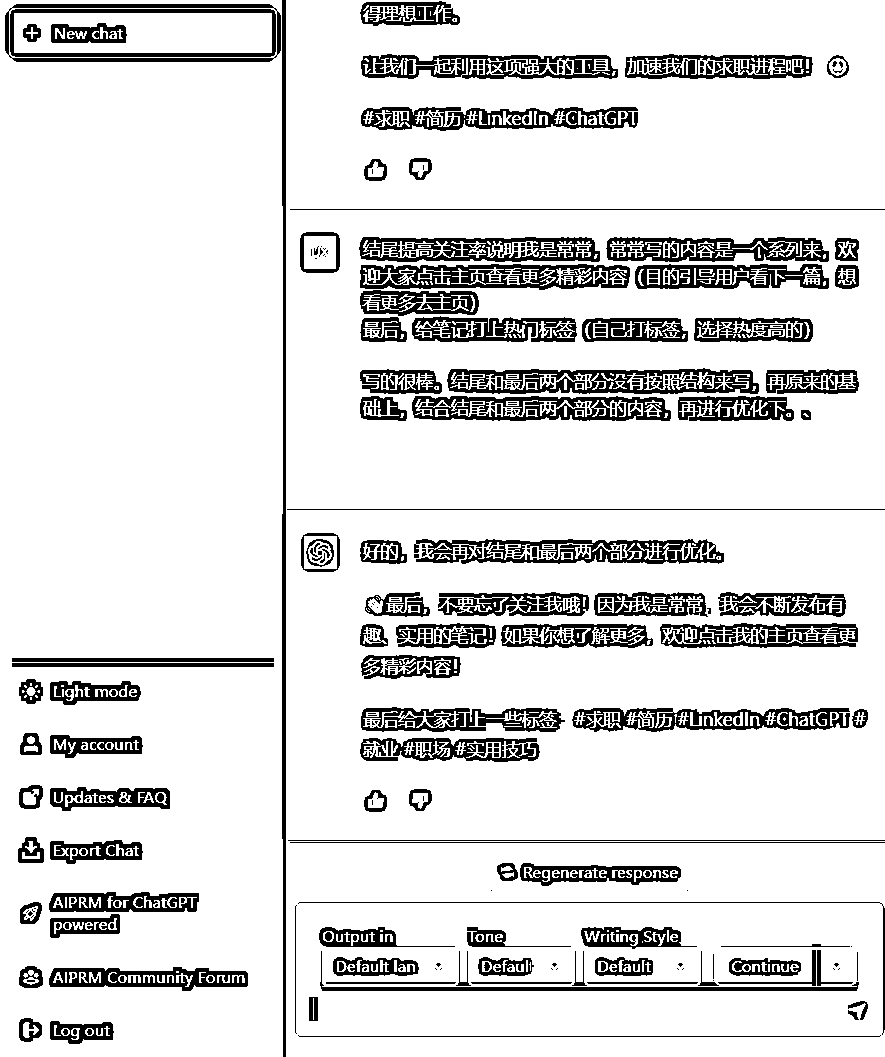 New chat
得理想工作。
让我们一起利用这项强大的工具，加速我们的求职进程吧！
#求职 #简历 #LinkedIn #ChatGPT
结尾提高关注率说明我是常常，常常写的内容是一个系列来，欢
迎大家点击主页查看更多精彩内容（目的引导用户看下一篇，想
看更多去主页）
最后，给笔记打上热门标签（自己打标签，选择热度高的）
写的很棒。结尾和最后两个部分没有按照结构来写，再原来的基
础上，结合结尾和最后两个部分的内容，再进行优化下。、
好的，我会再对结尾和最后两个部分进行优化。
最后，不要忘了关注我哦！因为我是常常，我会不断发布有
趣、实用的笔记！如果你想了解更多，欢迎点击我的主页查看更
多精彩内容！
最后给大家打上一些标签：#求职 #简历 #LinkedIn #ChatGPT #
就业 #职场 #实用技巧
Light mode
My account
Updates & FAQ
Export Chat
AIPRM for ChatGPT
powered
AIPRM Community Forum
Log out
Regenerate response
Output in Tone Writing Style
Default lan Defaul Default Continue